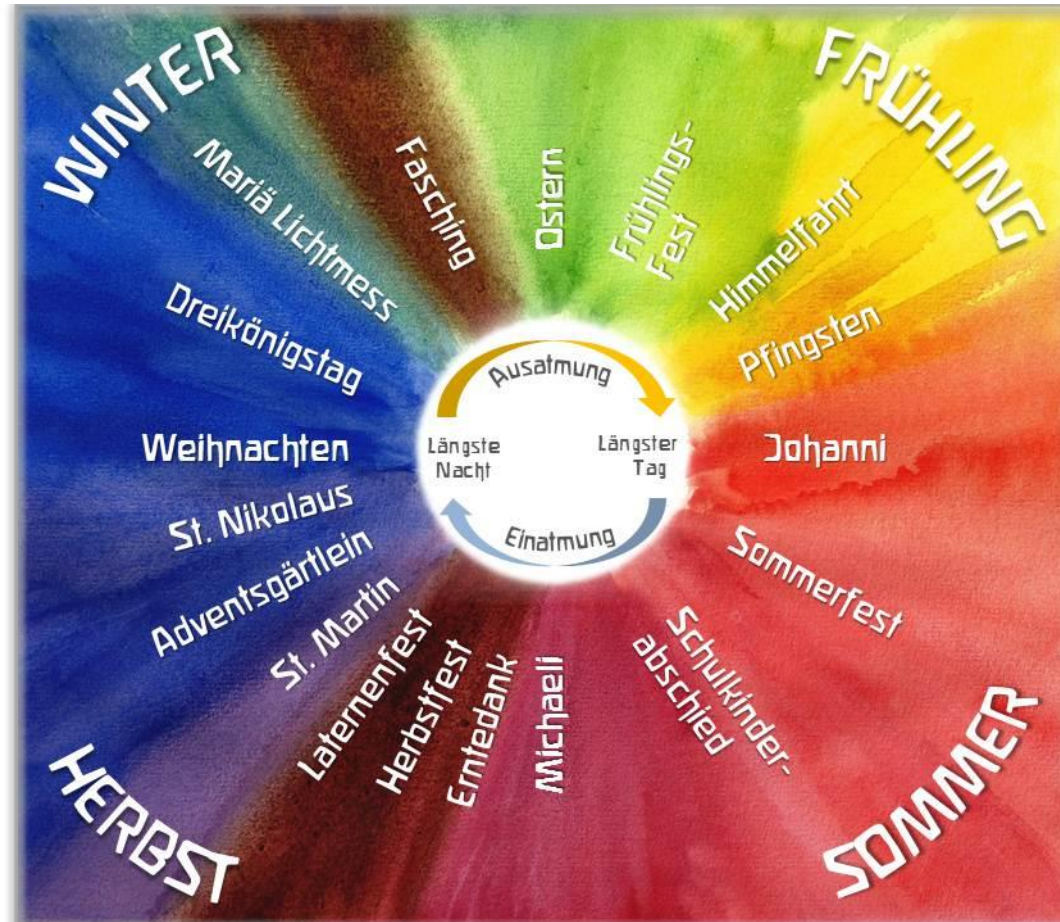 WINTER
FRÜHLING
Mariä Lichtmess
Fasching
Ostern
Frühlings-
Fest
Himmelfahrt
Pfingsten
Dreikönigstag
Weihnachten
Johanni
St. Nikolaus
Sommerfest
Adventsgärtlein
St. Martin
Laternenfest
Herbstfest
Erntedank
Michaeli
Schulkinder-
abschied
Ausatmung
Längste
Nacht
Längster
Tag
Einatmung
HERBST
SOMMER